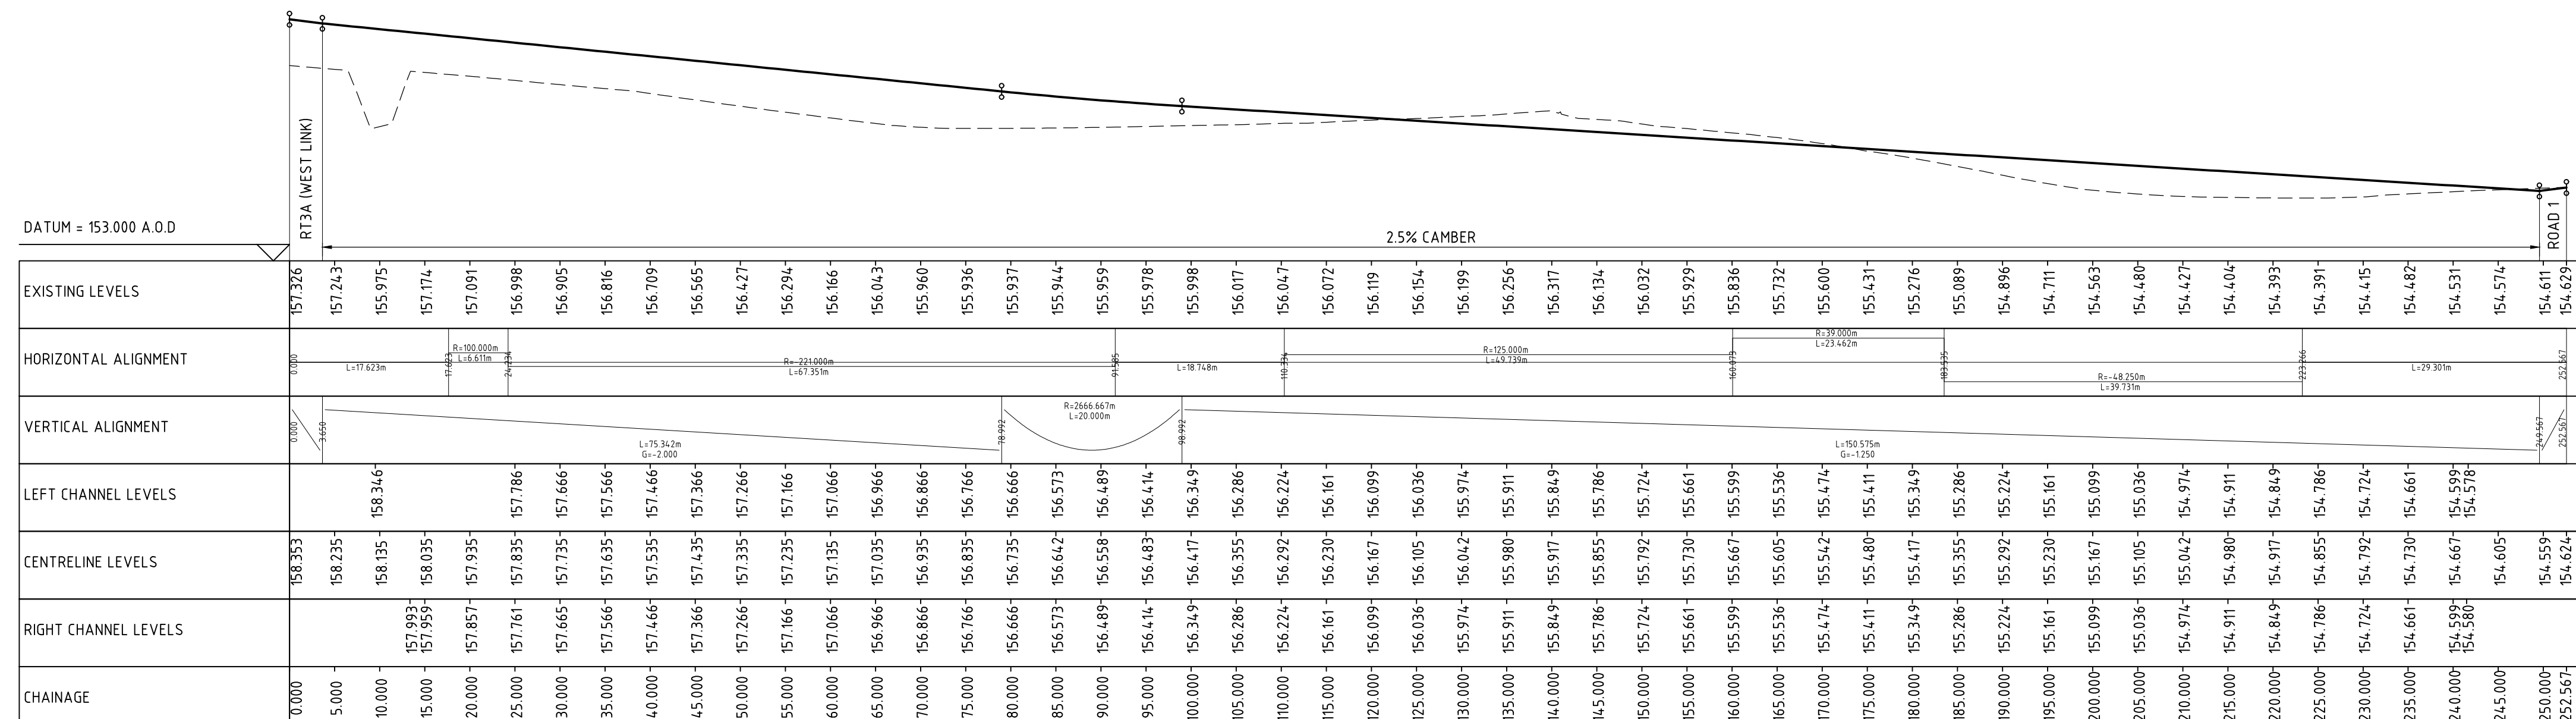 RT3A (WEST LINK)
ROAD 1
DATUM = 153.000 A.O.D
2.5% CAMBER
EXISTING LEVELS 157.326 157.243 155.975 157.174 157.091 156.998 156.905 156.816 156.709 156.565 156.427 156.294 156.166 156.043 155.960 155.936 155.937 155.944 155.959 155.978 155.998 156.017 156.047 156.072 156.119 156.154 156.199 156.256 156.317 156.134 156.032 155.929 155.836 155.732 155.600 155.431 155.276 155.089 154.896 154.711 154.563 154.480 154.427 154.404 154.393 154.391 154.415 154.482 154.531 154.574 154.611 154.629
HORIZONTAL ALIGNMENT
0.000
L=17.623m
17.623
R=100.000m
L=6.611m
24.234
R=-221.000m
L=67.351m
91.585
L=18.748m
110.334
R=125.000m
L=49.739m
160.073
R=39.000m
L=23.462m
183.535
R=-48.250m
L=39.731m
223.266
L=29.301m
252.567
VERTICAL ALIGNMENT
0.000
3.650
L=75.342m
G=-2.000
78.992
R=2666.667m
L=20.000m
98.992
L=150.575m
G=-1.250
249.567
252.567
LEFT CHANNEL LEVELS 158.346 157.786 157.666 157.566 157.466 157.366 157.266 157.166 157.066 156.966 156.866 156.766 156.666 156.573 156.489 156.414 156.349 156.286 156.224 156.161 156.099 156.036 155.974 155.911 155.849 155.786 155.724 155.661 155.599 155.536 155.474 155.411 155.349 155.286 155.224 155.161 155.099 155.036 154.974 154.911 154.849 154.786 154.724 154.661 154.599 154.578
CENTRELINE LEVELS 158.353 158.235 158.135 158.035 157.935 157.835 157.735 157.635 157.535 157.435 157.335 157.235 157.135 157.035 156.935 156.835 156.735 156.642 156.558 156.483 156.417 156.355 156.292 156.230 156.167 156.105 156.042 155.980 155.917 155.855 155.792 155.730 155.667 155.605 155.542 155.480 155.417 155.355 155.292 155.230 155.167 155.105 155.042 154.980 154.917 154.855 154.792 154.730 154.667 154.605 154.559 154.624
RIGHT CHANNEL LEVELS 157.993 157.959 157.857 157.761 157.665 157.566 157.466 157.366 157.266 157.166 157.066 156.966 156.866 156.766 156.666 156.573 156.489 156.414 156.349 156.286 156.224 156.161 156.099 156.036 155.974 155.911 155.849 155.786 155.724 155.661 155.599 155.536 155.474 155.411 155.349 155.286 155.224 155.161 155.099 155.036 154.974 154.911 154.849 154.786 154.724 154.661 154.599 154.580
CHAINAGE 0.000 5.000 10.000 15.000 20.000 25.000 30.000 35.000 40.000 45.000 50.000 55.000 60.000 65.000 70.000 75.000 80.000 85.000 90.000 95.000 100.000 105.000 110.000 115.000 120.000 125.000 130.000 135.000 140.000 145.000 150.000 155.000 160.000 165.000 170.000 175.000 180.000 185.000 190.000 195.000 200.000 205.000 210.000 215.000 220.000 225.000 230.000 235.000 240.000 245.000 250.000 252.567